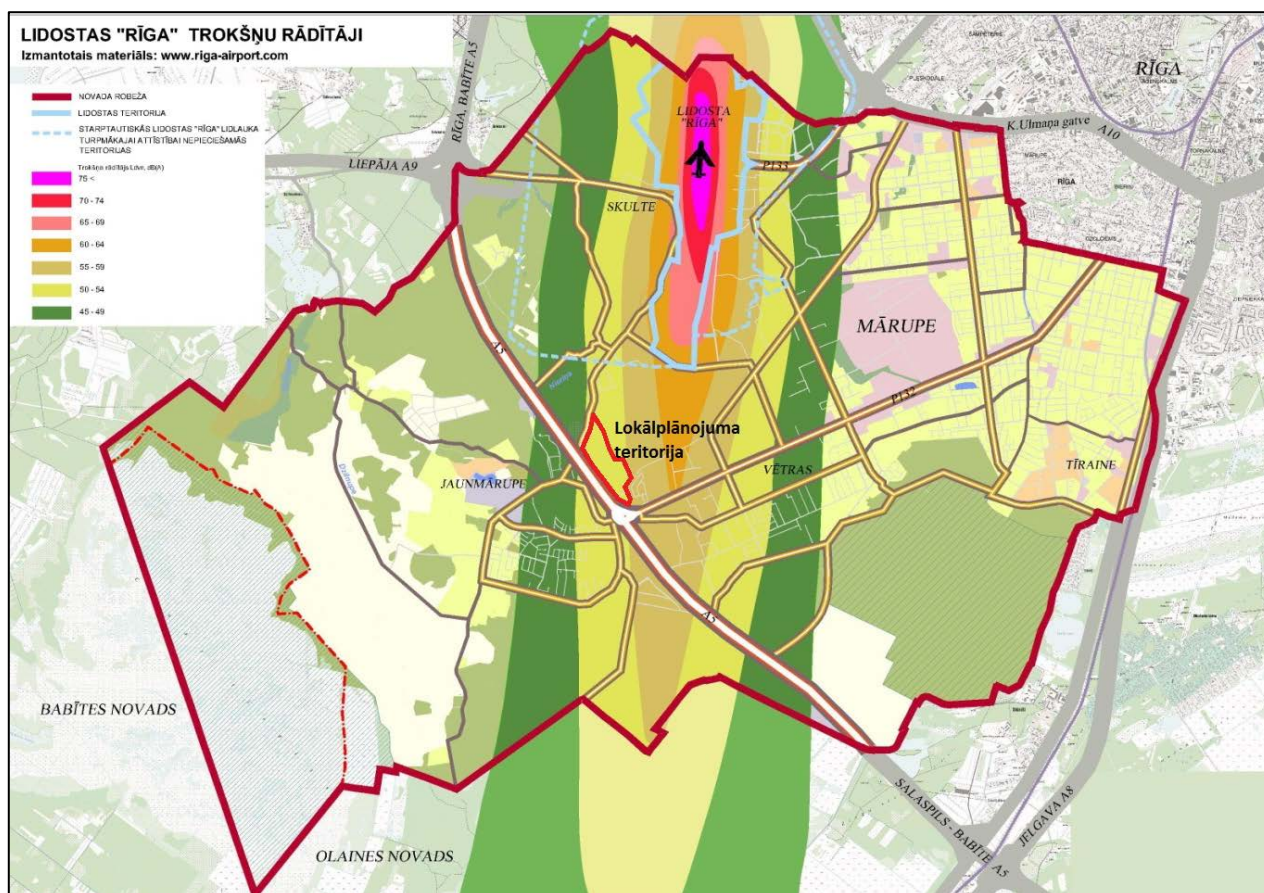 LIDOSTAS "RĪGA" TROKŠŅU RĀDĪTĀJI
Izmantotais materiāls: www.riga-airport.com
NOVADA ROBEŽA
LIDOSTAS TERITORIJA
STARPTAUTISKĀS LIDOSTAS "RĪGA" LIDLAUKA
TURPMĀKAJAI ATTĪSTĪBAI NEPIECIEŠAMĀS
TERITORIJAS
75 <
70 - 74
65 - 69
60 - 64
55 - 59
50 - 54
45 - 49
RĪGA, BABĪTE A5
LIEPĀJA A9
LIDOSTA
"RĪGA"
RĪGA
K.Ulmaņa gatve
A10
P133
SKULTE
RĪGA
MĀRUPE
A5
P132
Lokālplānojuma
teritorija
VĒTRAS
TĪRAINE
JAUNMĀRUPE
Dzilnupe
A5
BABĪTES NOVADS
OLAINES NOVADS
SALASPILS - BABĪTE A5
JELGAVA A8